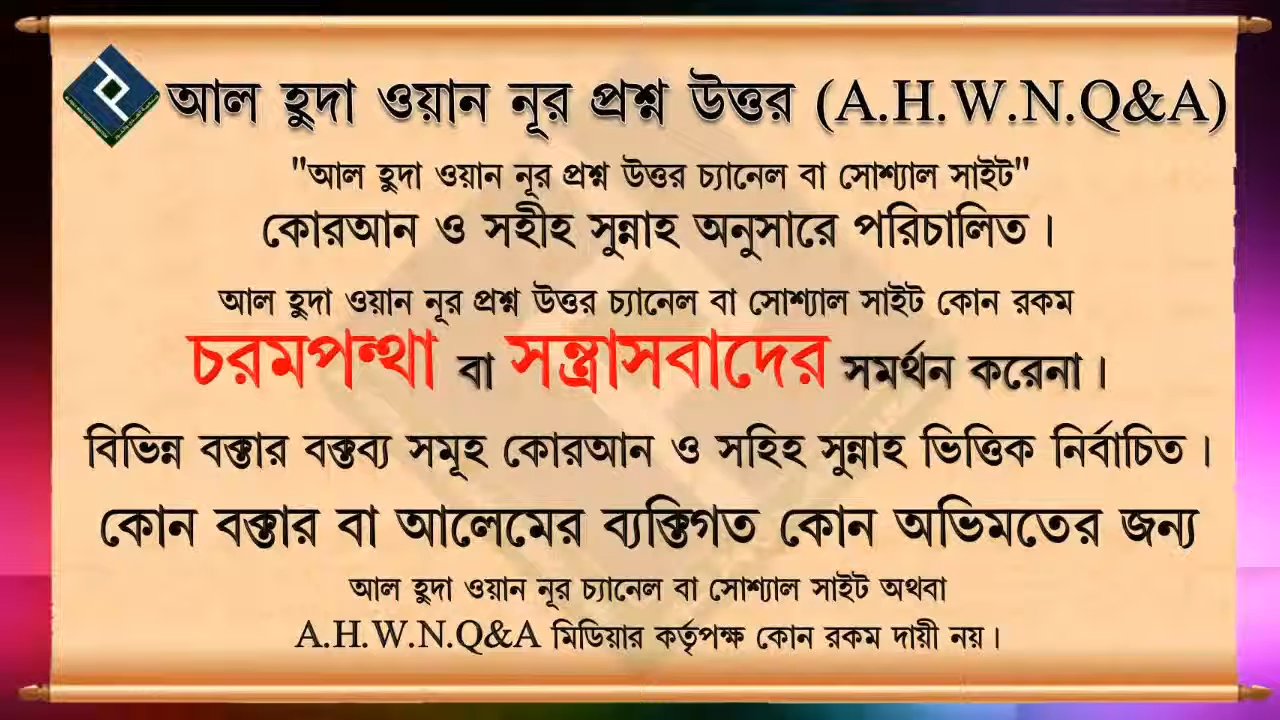 আল হুদা ওয়ান নূর প্রশ্ন উত্তর (A.H.W.N.Q&A)
"আল হুদা ওয়ান নূর প্রশ্ন উত্তর চ্যানেল বা সোশ্যাল সাইট"
কোরআন ও সহীহ সুন্নাহ অনুসারে পরিচালিত।
আল হুদা ওয়ান নূর প্রশ্ন উত্তর চ্যানেল বা সোশ্যাল সাইট কোন রকম
চরমপন্থা বা সন্ত্রাসবাদের সমর্থন করেনা।
বিভিন্ন বক্তার বক্তব্য সমূহ কোরআন ও সহিহ সুন্নাহ ভিত্তিক নির্বাচিত।
কোন বক্তার বা আলেমের ব্যক্তিগত কোন অভিমতের জন্য
আল হুদা ওয়ান নূর চ্যানেল বা সোশ্যাল সাইট অথবা
A.H.W.N.Q&A মিডিয়ার কর্তৃপক্ষ কোন রকম দায়ী নয়।